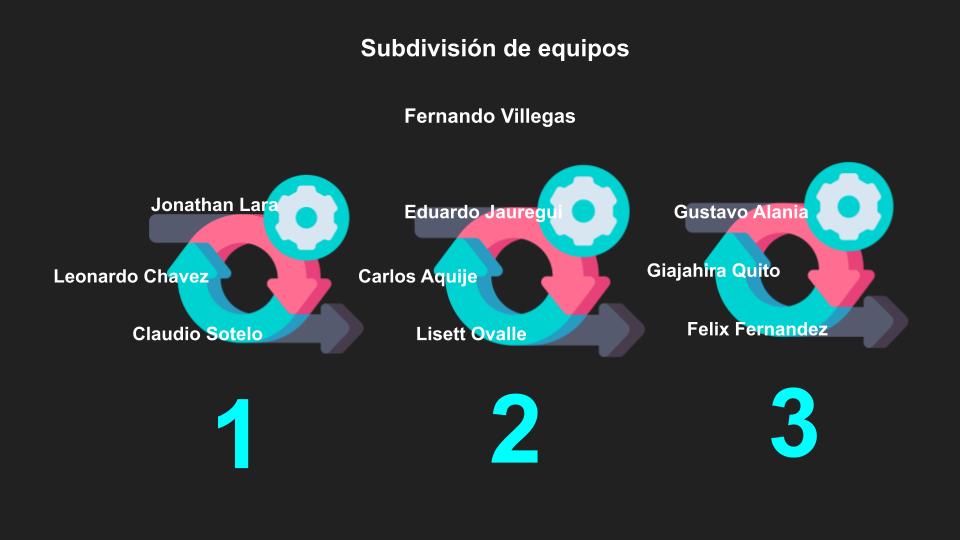 Subdivisión de equipos
Fernando Villegas
Jonathan Lara
Leonardo Chavez
Claudio Sotelo
1
Eduardo Jauregui
Carlos Aquije
Lisett Ovalle
2
Gustavo Alania
Giajahira Quito
Felix Fernandez
3